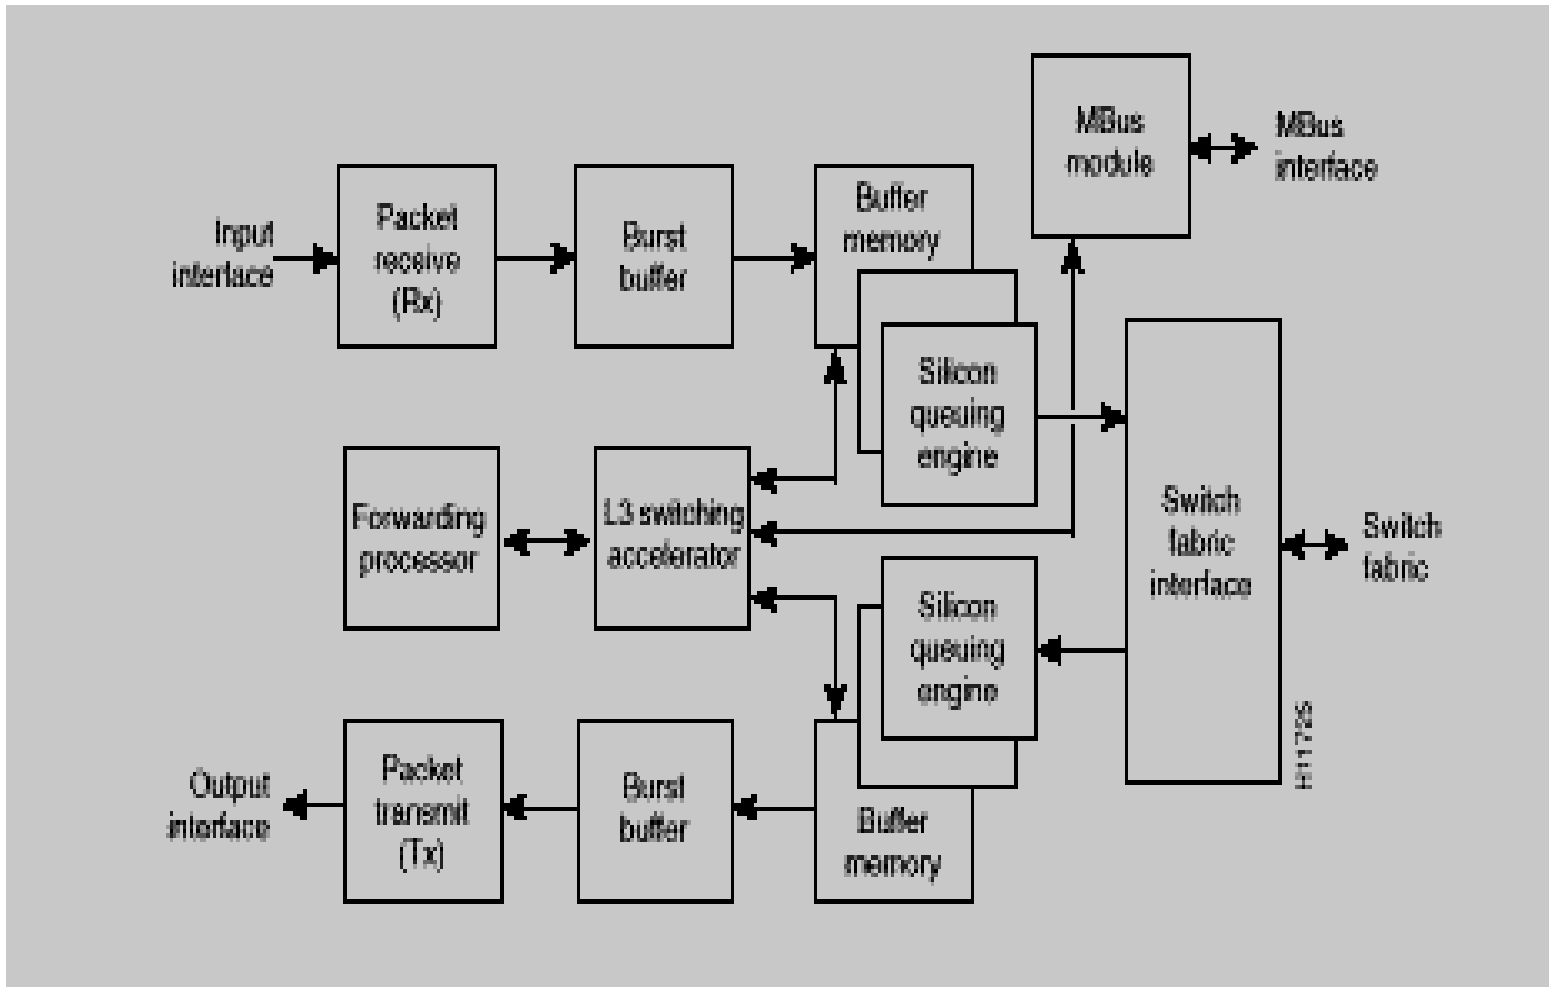 MBus
module
MBus
interface
Input
interface
Packet
receive
(Rx)
Burst
buffer
Buffer
memory
Silicon
queuing
engine
Forwarding
processor
L3 switching
accelerator
Switch
fabric
interface
Switch
fabric
Silicon
queuing
engine
Output
interface
Packet
transmit
(Tx)
Burst
buffer
Buffer
memory
H11725